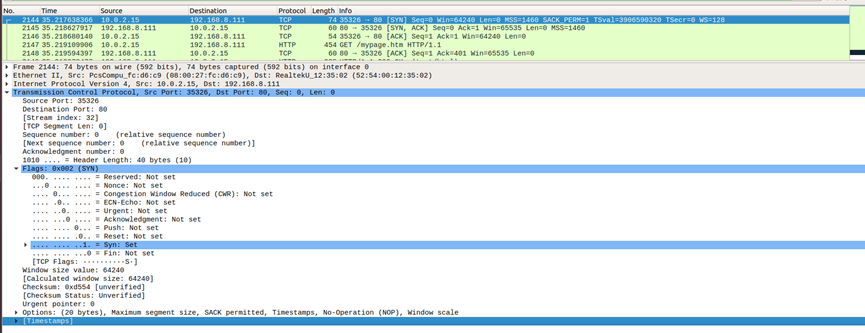 No. Time Source Destination Protocol Length Info
2144 35.217638366 10.0.2.15 192.168.8.111 TCP 74 35326 → 80 [SYN] Seq=0 Win=64240 Len=0 MSS=1460 SACK_PERM=1 TSval=3906590320 TSecr=0 WS=128
2145 35.218627917 192.168.8.111 10.0.2.15 TCP 60 80 → 35326 [SYN, ACK] Seq=0 Ack=1 Win=65535 Len=0 MSS=1460
2146 35.218680140 10.0.2.15 192.168.8.111 TCP 54 35326 → 80 [ACK] Seq=1 Ack=1 Win=64240 Len=0
2147 35.219109906 10.0.2.15 192.168.8.111 HTTP 454 GET /mypage.htm HTTP/1.1
2148 35.219594397 192.168.8.111 10.0.2.15 TCP 60 80 → 35326 [ACK] Seq=1 Ack=401 Win=65535 Len=0
Frame 2144: 74 bytes on wire (592 bits), 74 bytes captured (592 bits) on interface 0
Ethernet II, Src: PcsCompu_fc:d6:c9 (08:00:27:fc:d6:c9), Dst: RealtekU_12:35:02 (52:54:00:12:35:02)
Internet Protocol Version 4, Src: 10.0.2.15, Dst: 192.168.8.111
Transmission Control Protocol, Src Port: 35326, Dst Port: 80, Seq: 0, Len: 0
Source Port: 35326
Destination Port: 80
[Stream index: 32]
[TCP Segment Len: 0]
Sequence number: 0 (relative sequence number)
[Next sequence number: 0 (relative sequence number)]
Acknowledgment number: 0
1010 .... = Header Length: 40 bytes (10)
Flags: 0x002 (SYN)
000. .... .... = Reserved: Not set
...0 .... .... = Nonce: Not set
.... 0... .... = Congestion Window Reduced (CWR): Not set
.... .0.. .... = ECN-Echo: Not set
.... ..0. .... = Urgent: Not set
.... ...0 .... = Acknowledgment: Not set
.... .... 0... = Push: Not set
.... .... .0.. = Reset: Not set
.... .... ..1. = Syn: Set
.... .... ...0 = Fin: Not set
[TCP Flags: ··········S·]
Window size value: 64240
[Calculated window size: 64240]
Checksum: 0xd554 [unverified]
[Checksum Status: Unverified]
Urgent pointer: 0
Options: (20 bytes), Maximum segment size, SACK permitted, Timestamps, No-Operation (NOP), Window scale
[Timestamps]